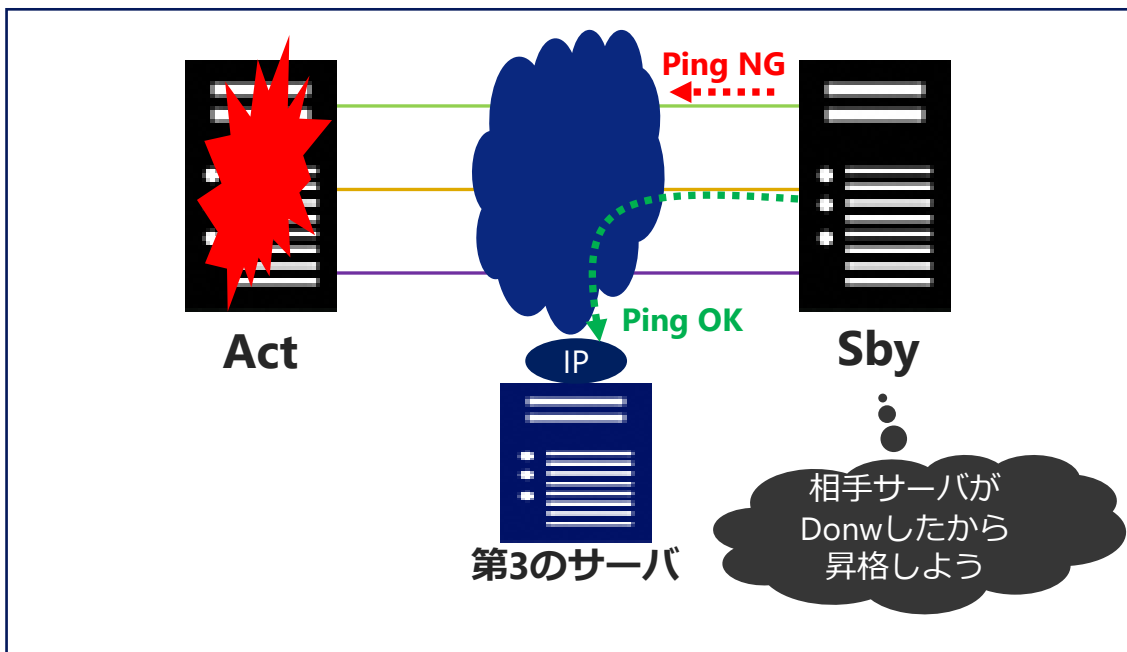 Ping NG
Ping OK
Act
Sby
IP
第3のサーバ
相手サーバが
Donwしたから
昇格しよう